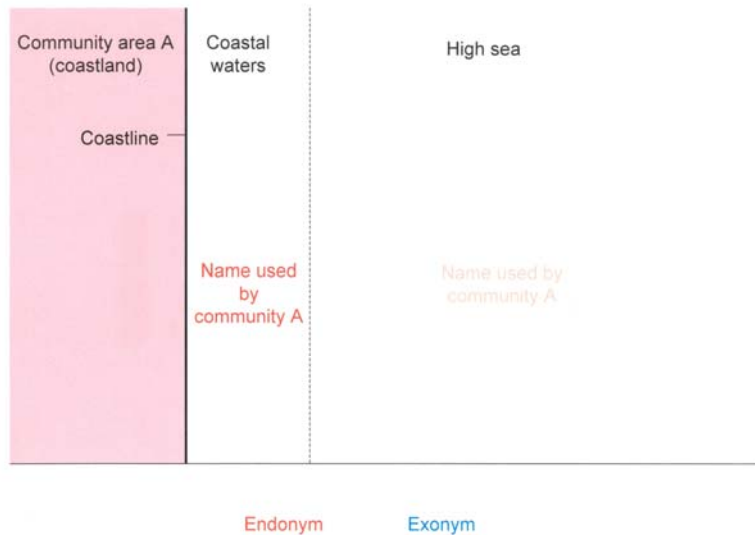 Community area A
(coastland)
Coastal
waters
High sea
Coastline
Name used
by
community A
Name used by
community A
Endonym
Exonym